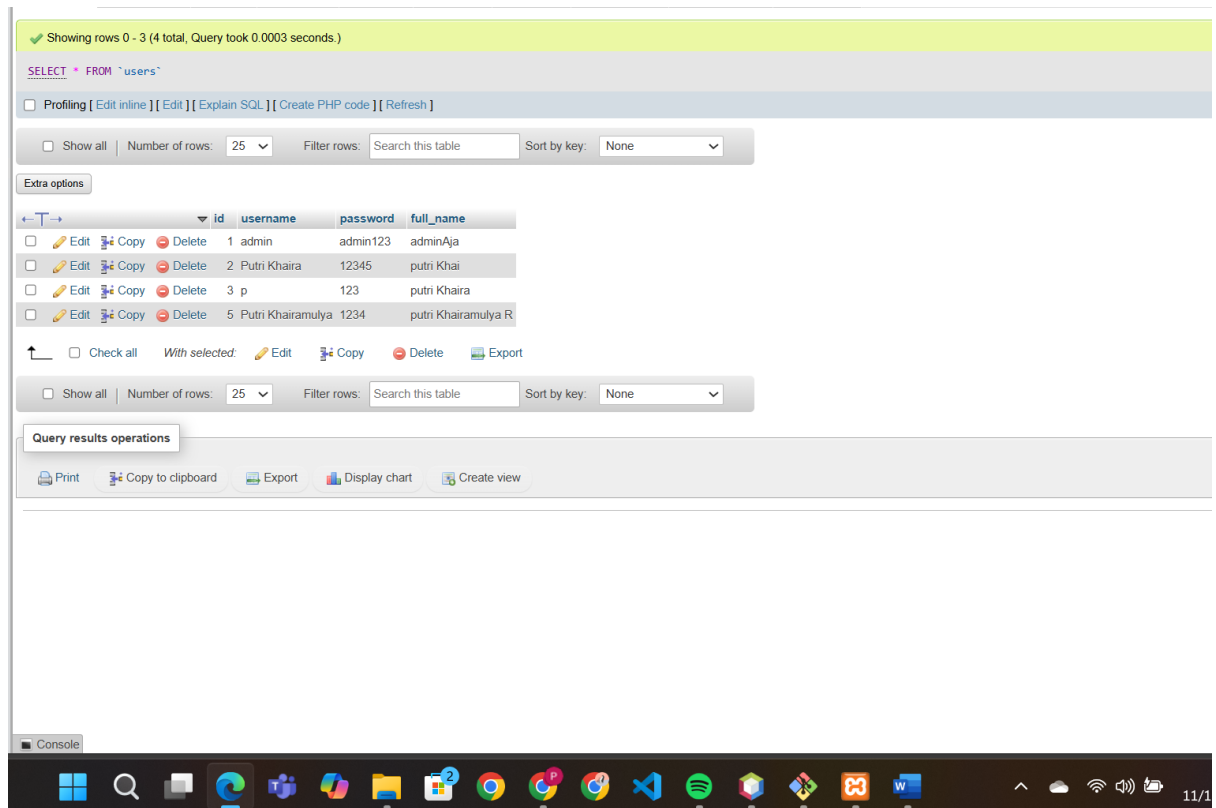 Showing rows 0 - 3 (4 total, Query took 0.0003 seconds.)
SELECT * FROM `users`
Profiling [ Edit inline ] [ Edit ] [ Explain SQL ] [ Create PHP code ] [ Refresh ]
Show all Number of rows: 25 Filter rows: Search this table Sort by key: None
Extra options
id username password full_name
Edit Copy Delete 1 admin admin123 adminAja
Edit Copy Delete 2 Putri Khaira 12345 putri Khai
Edit Copy Delete 3 p 123 putri Khaira
Edit Copy Delete 5 Putri Khairamulya 1234 putri Khairamulya R
Check all With selected: Edit Copy Delete Export
Show all Number of rows: 25 Filter rows: Search this table Sort by key: None
Query results operations
Print Copy to clipboard Export Display chart Create view
Console
2
P
11/1